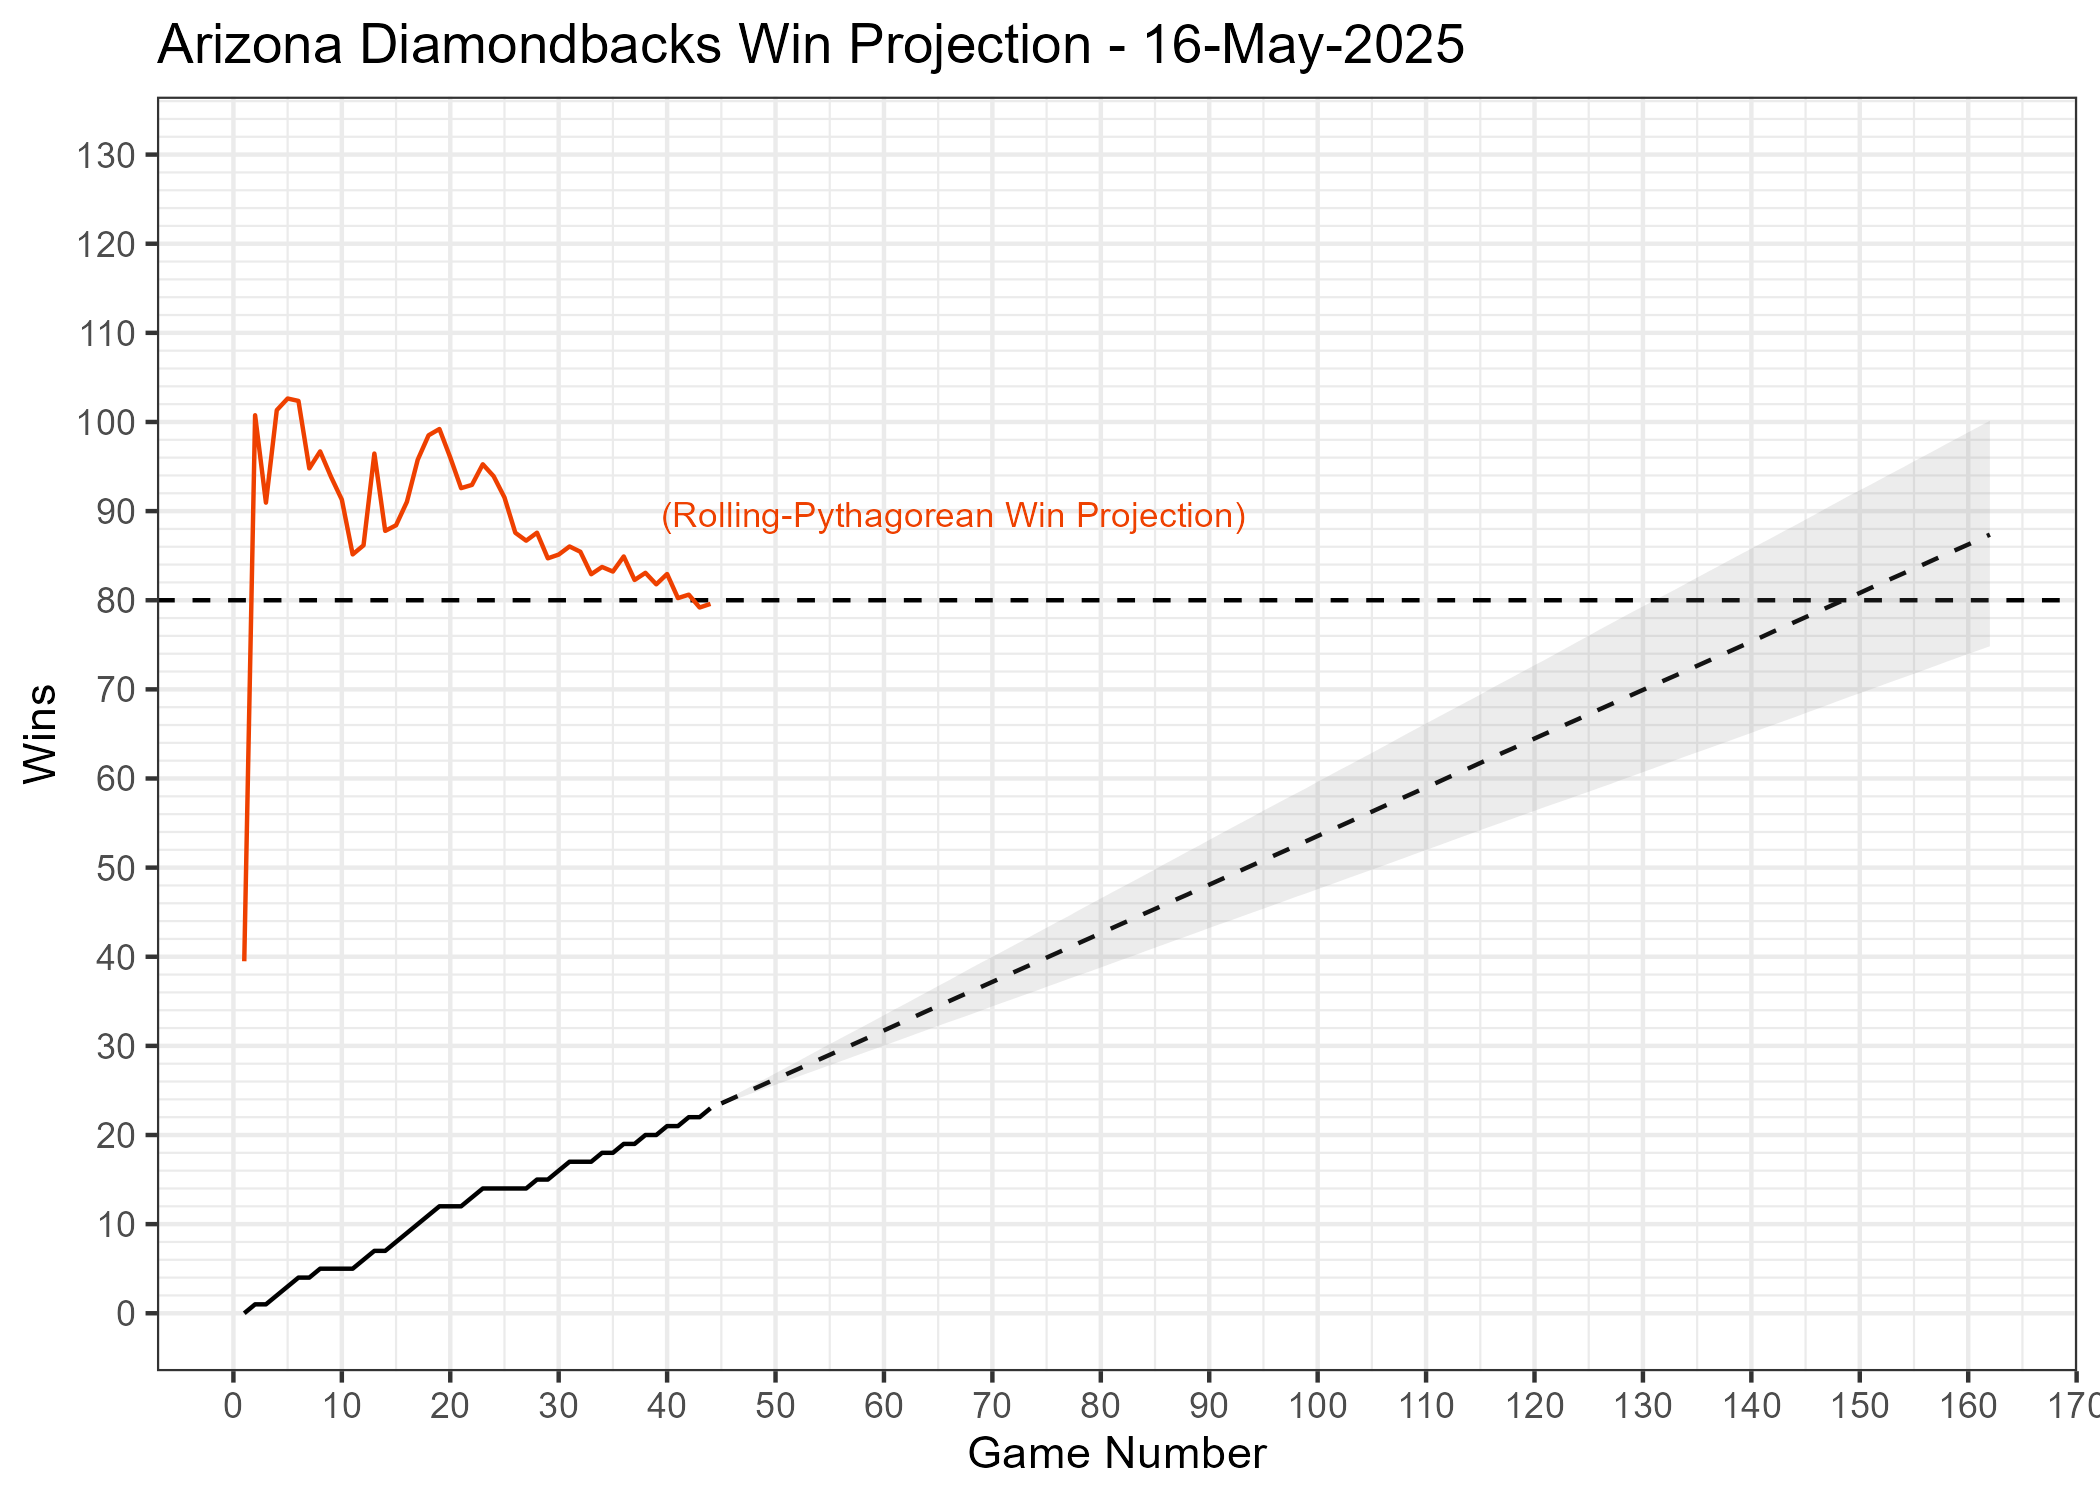 Arizona Diamondbacks Win Projection - 16-May-2025
130
120
110
100
90
80
70
60
50
40
30
20
10
0
Wins
(Rolling-Pythagorean Win Projection)
0 10 20 30 40 50 60 70 80 90 100 110 120 130 140 150 160 170
Game Number